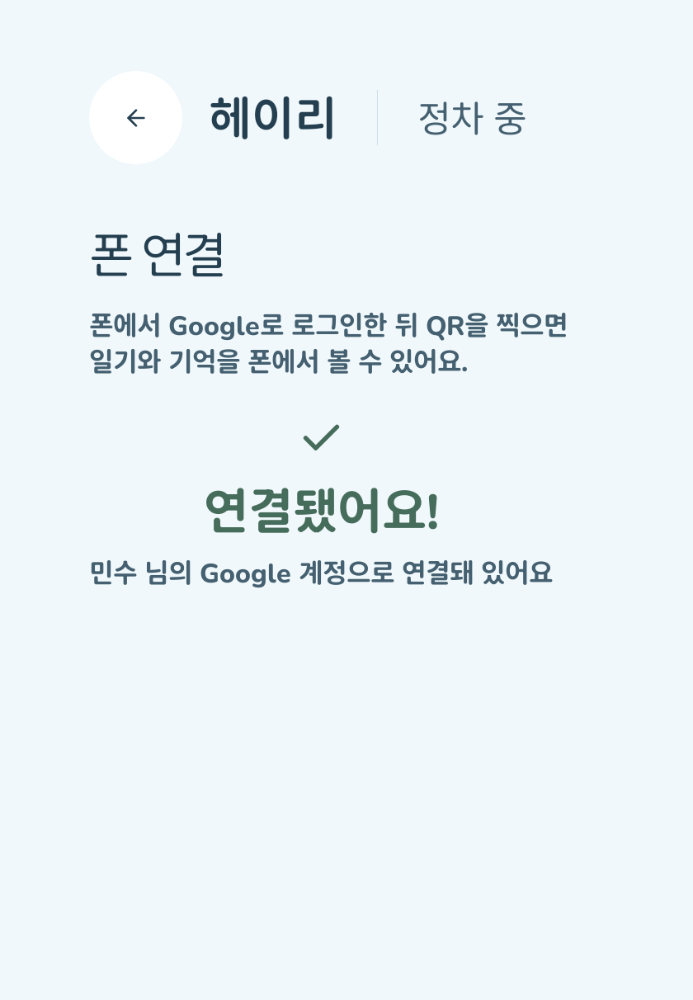 헤이리
정차 중
폰 연결
폰에서 Google로 로그인한 뒤 QR을 찍으면
일기와 기억을 폰에서 볼 수 있어요.
연결됐어요!
민수 님의 Google 계정으로 연결돼 있어요